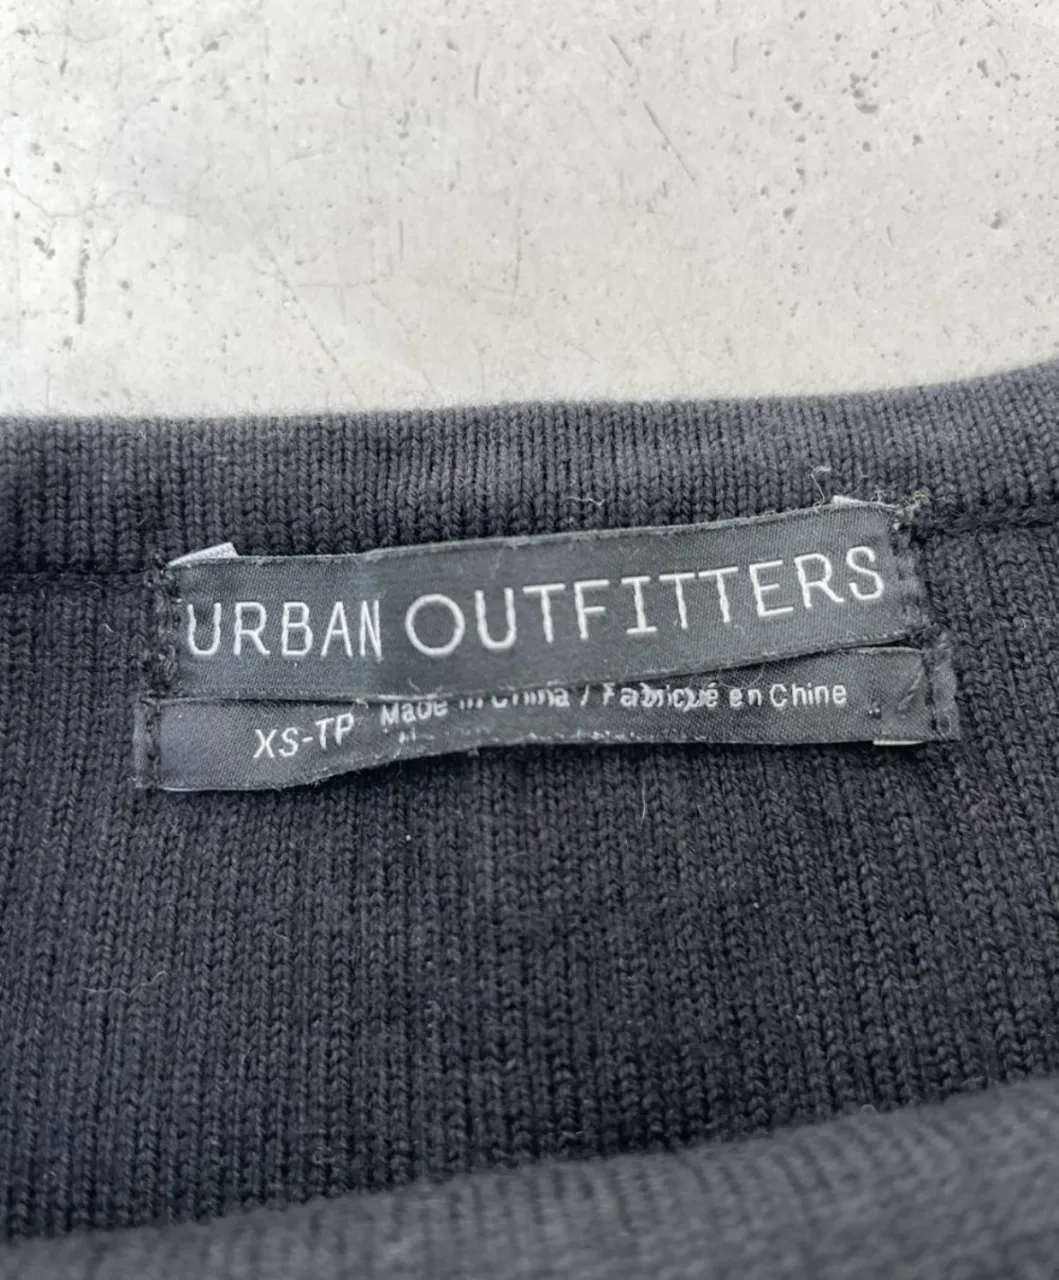 URBAN OUTFITTERS
XS-TP Made in China / Fabriqué en Chine